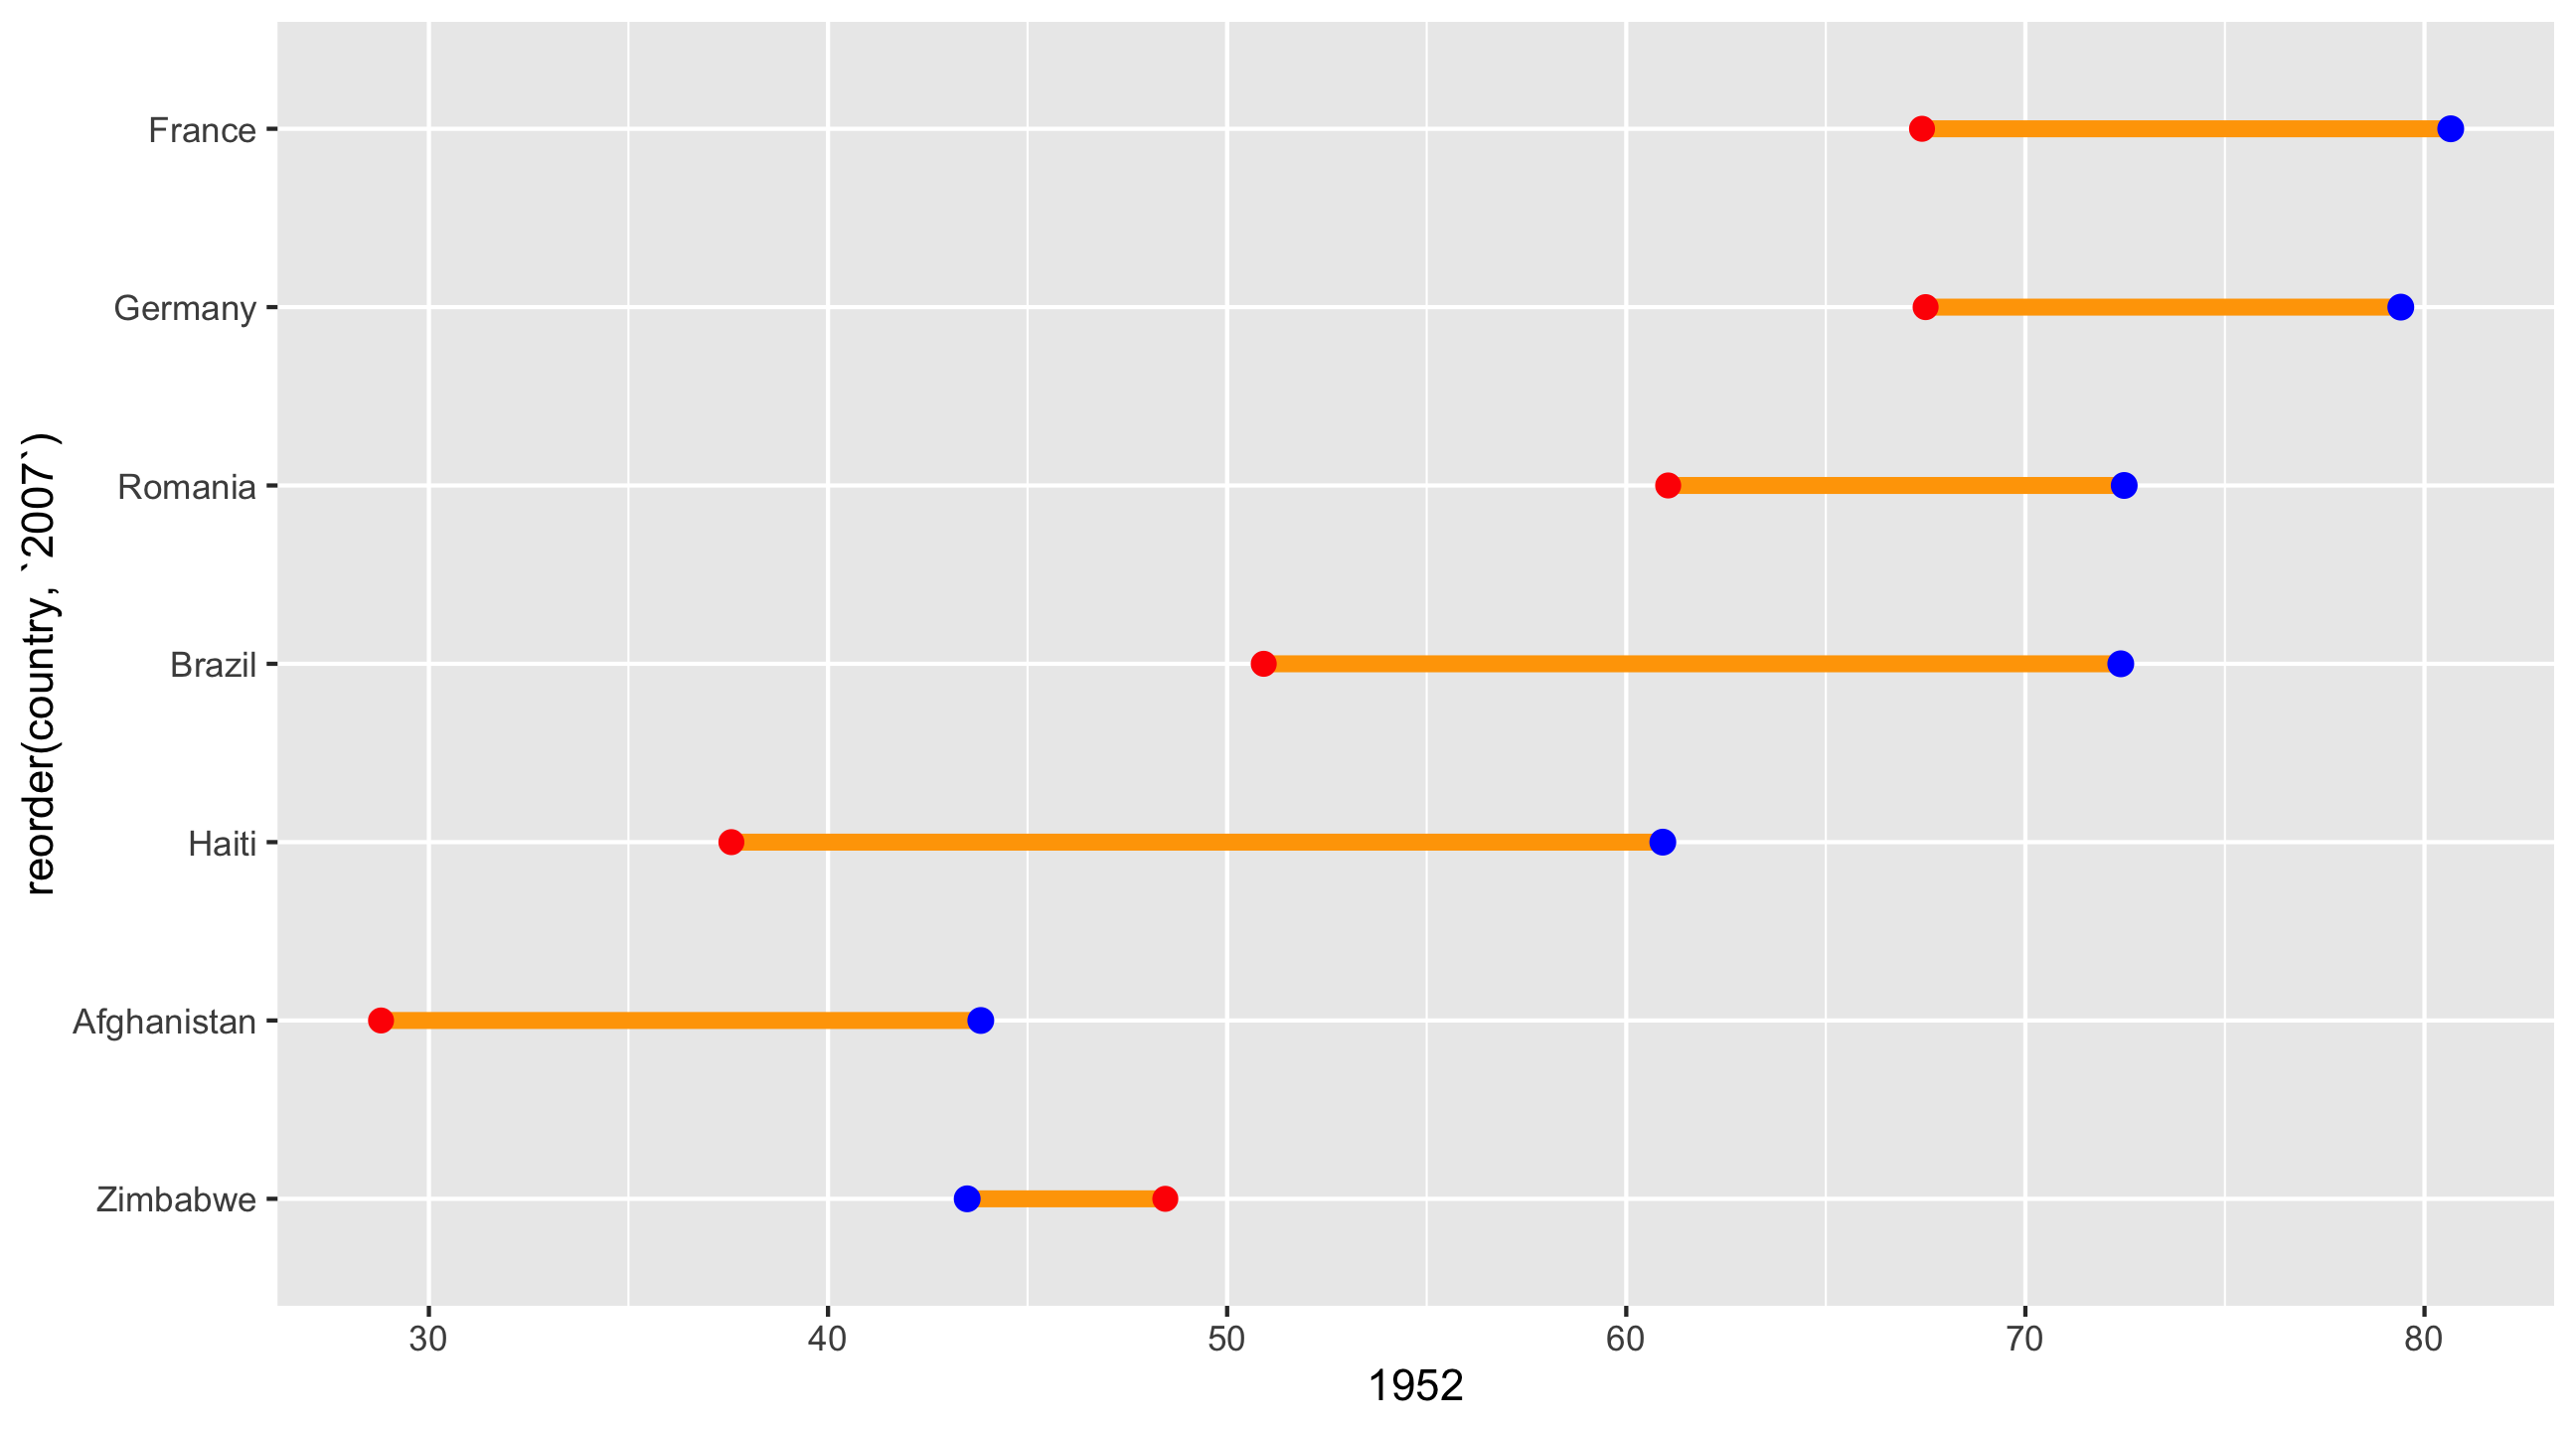 reorder(country, `2007`)
France
Germany
Romania
Brazil
Haiti
Afghanistan
Zimbabwe
30 40 50 60 70 80
1952